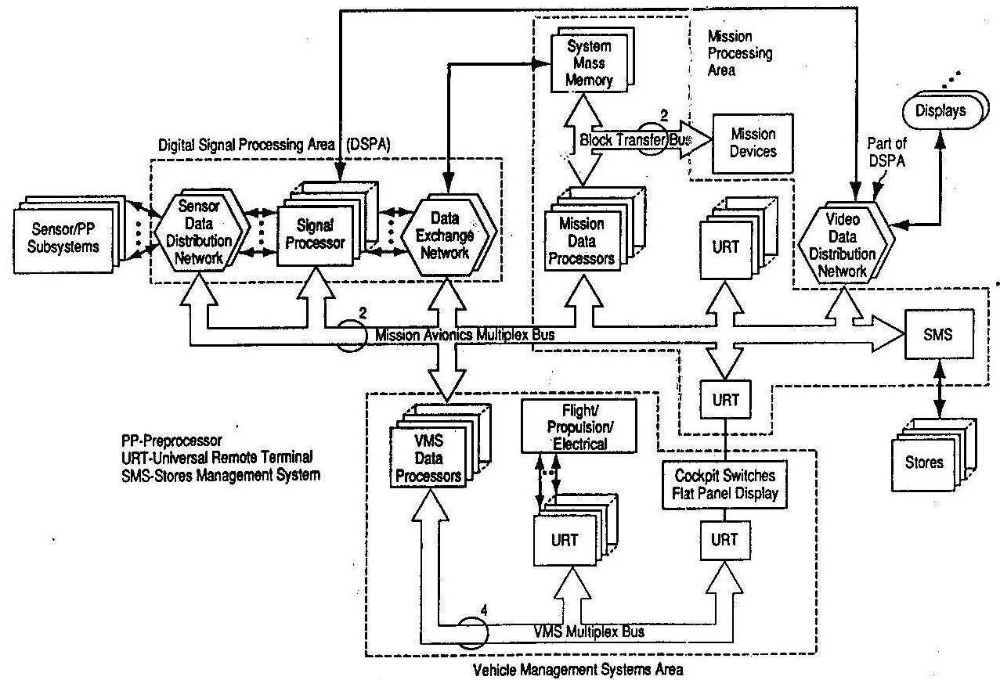 System
Mass
Memory
Mission
Processing
Area
Displays
2
Block Transfer Bus
Mission
Devices
Part of
DSPA
Digital Signal Processing Area (DSPA)
Sensor/PP
Subsystems
Sensor
Data
Distribution
Network
Signal
Processor
Data
Exchange
Network
Mission
Data
Processors
URT
Video
Data
Distribution
Network
2
Mission Avionics Multiplex Bus
SMS
URT
Stores
PP-Preprocessor
URT-Universal Remote Terminal
SMS-Stores Management System
VMS
Data
Processors
Flight/
Propulsion/
Electrical
Cockpit Switches
Flat Panel Display
URT
URT
4
VMS Multiplex Bus
Vehicle Management Systems Area